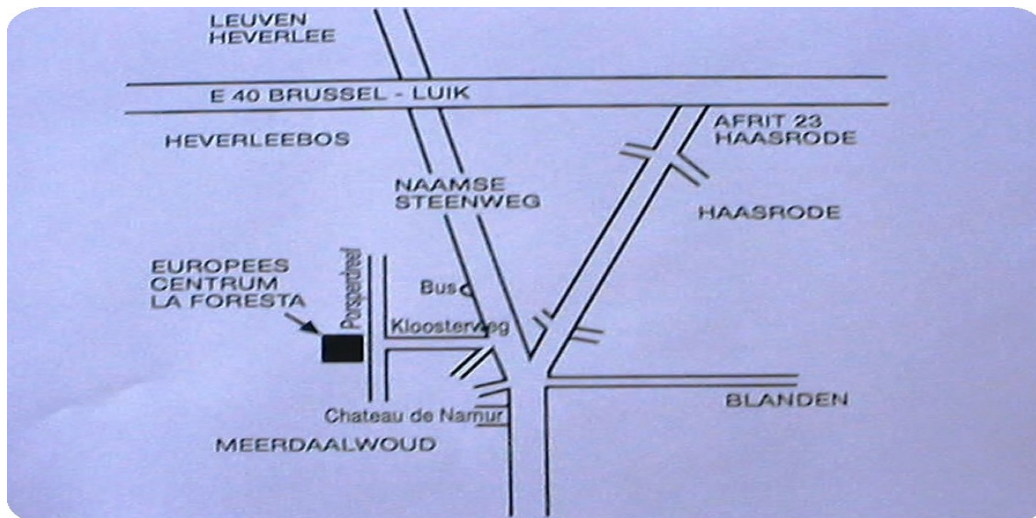 LEUVEN
HEVERLEE
E 40 BRUSSEL - LUIK
AFRIT 23
HAASRODE
HEVERLEEBOS
NAAMSE
STEENWEG
HAASRODE
EUROPEES
CENTRUM
LA FORESTA
Porsperdreef
Bus
Kloosterweg
BLANDEN
Chateau de Namur
MEERDAALWOUD